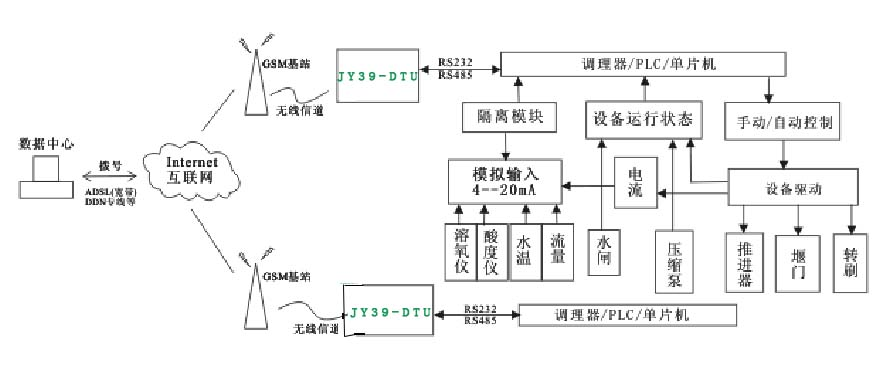 GSM基站
JY39-DTU
RS232
RS485
调理器/PLC/单片机
无线信道
隔离模块
设备运行状态
手动/自动控制
数据中心
拨号
ADSL(宽带)
DDN专线等
Internet
互联网
模拟输入
4--20mA
电流
设备驱动
溶氧仪
酸度仪
水温
流量
水闸
压缩泵
推进器
堰门
转刷
GSM基站
无线信道
JY39-DTU
RS232
RS485
调理器/PLC/单片机